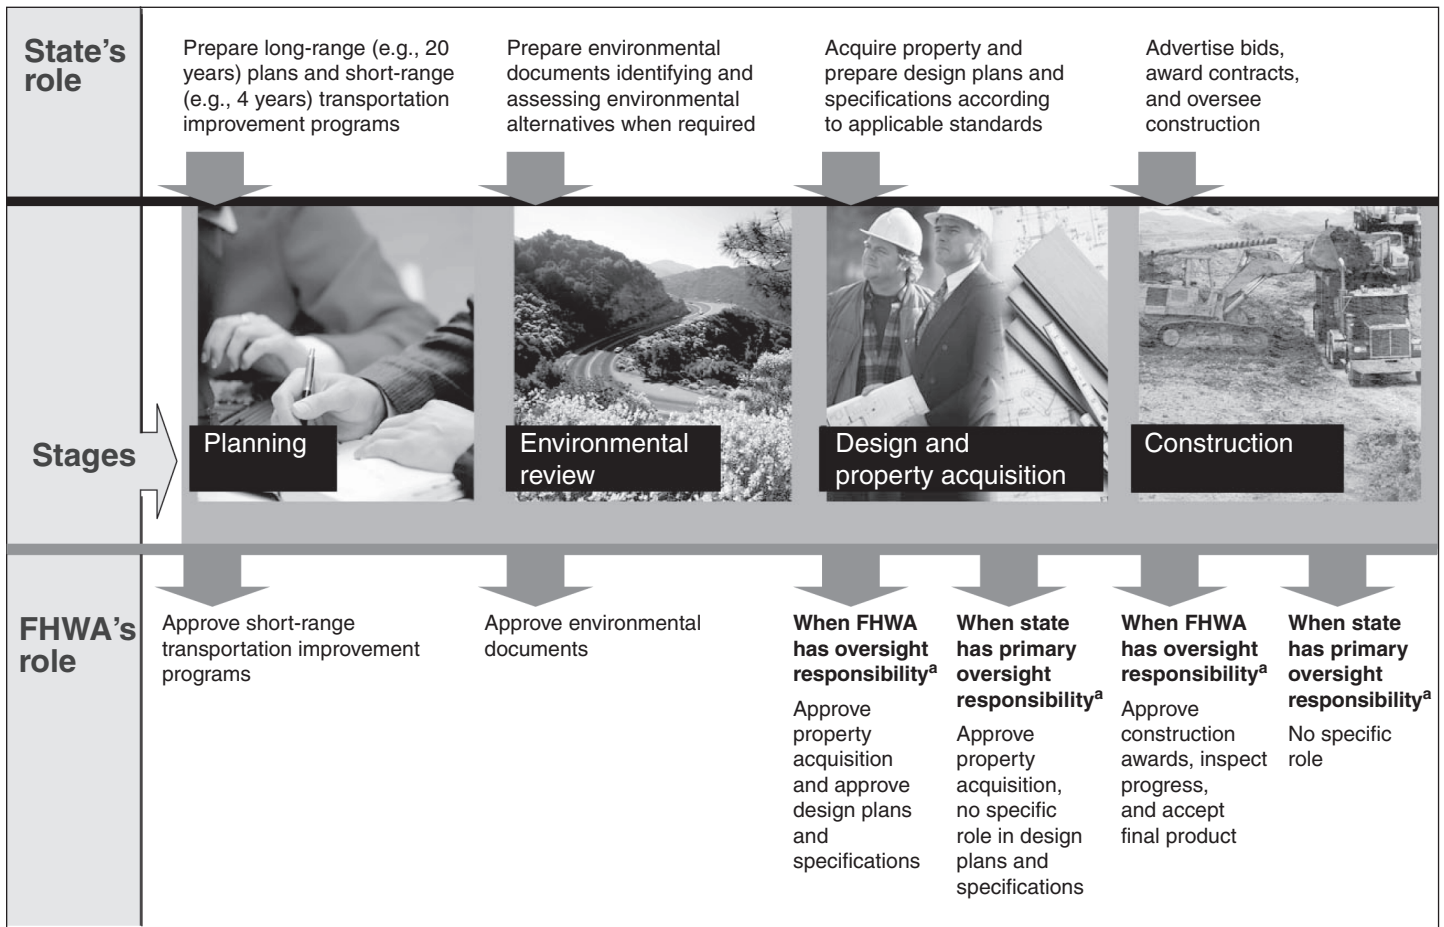 State's
role
Prepare long-range (e.g., 20
years) plans and short-range
(e.g., 4 years) transportation
improvement programs
Prepare environmental
documents identifying and
assessing environmental
alternatives when required
Acquire property and
prepare design plans and
specifications according
to applicable standards
Advertise bids,
award contracts,
and oversee
construction
Stages
Planning
Environmental
review
Design and
property acquisition
Construction
FHWA's
role
Approve short-range
transportation improvement
programs
Approve environmental
documents
When FHWA
has oversight
responsibilitya
Approve
property
acquisition
and approve
design plans
and
specifications
When state
has primary
oversight
responsibilitya
Approve
property
acquisition,
no specific
role in design
plans and
specifications
When FHWA
has oversight
responsibilitya
Approve
construction
awards, inspect
progress,
and accept
final product
When state
has primary
oversight
responsibilitya
No specific
role